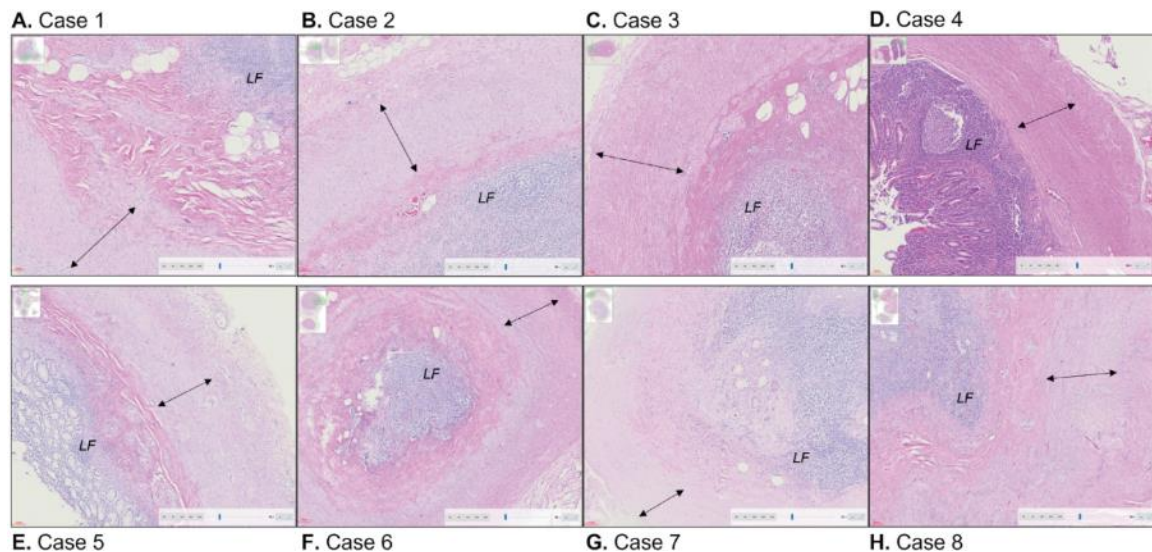 A. Case 1
B. Case 2
C. Case 3
D. Case 4
LF
LF
LF
LF
LF
LF
LF
LF
E. Case 5
F. Case 6
G. Case 7
H. Case 8